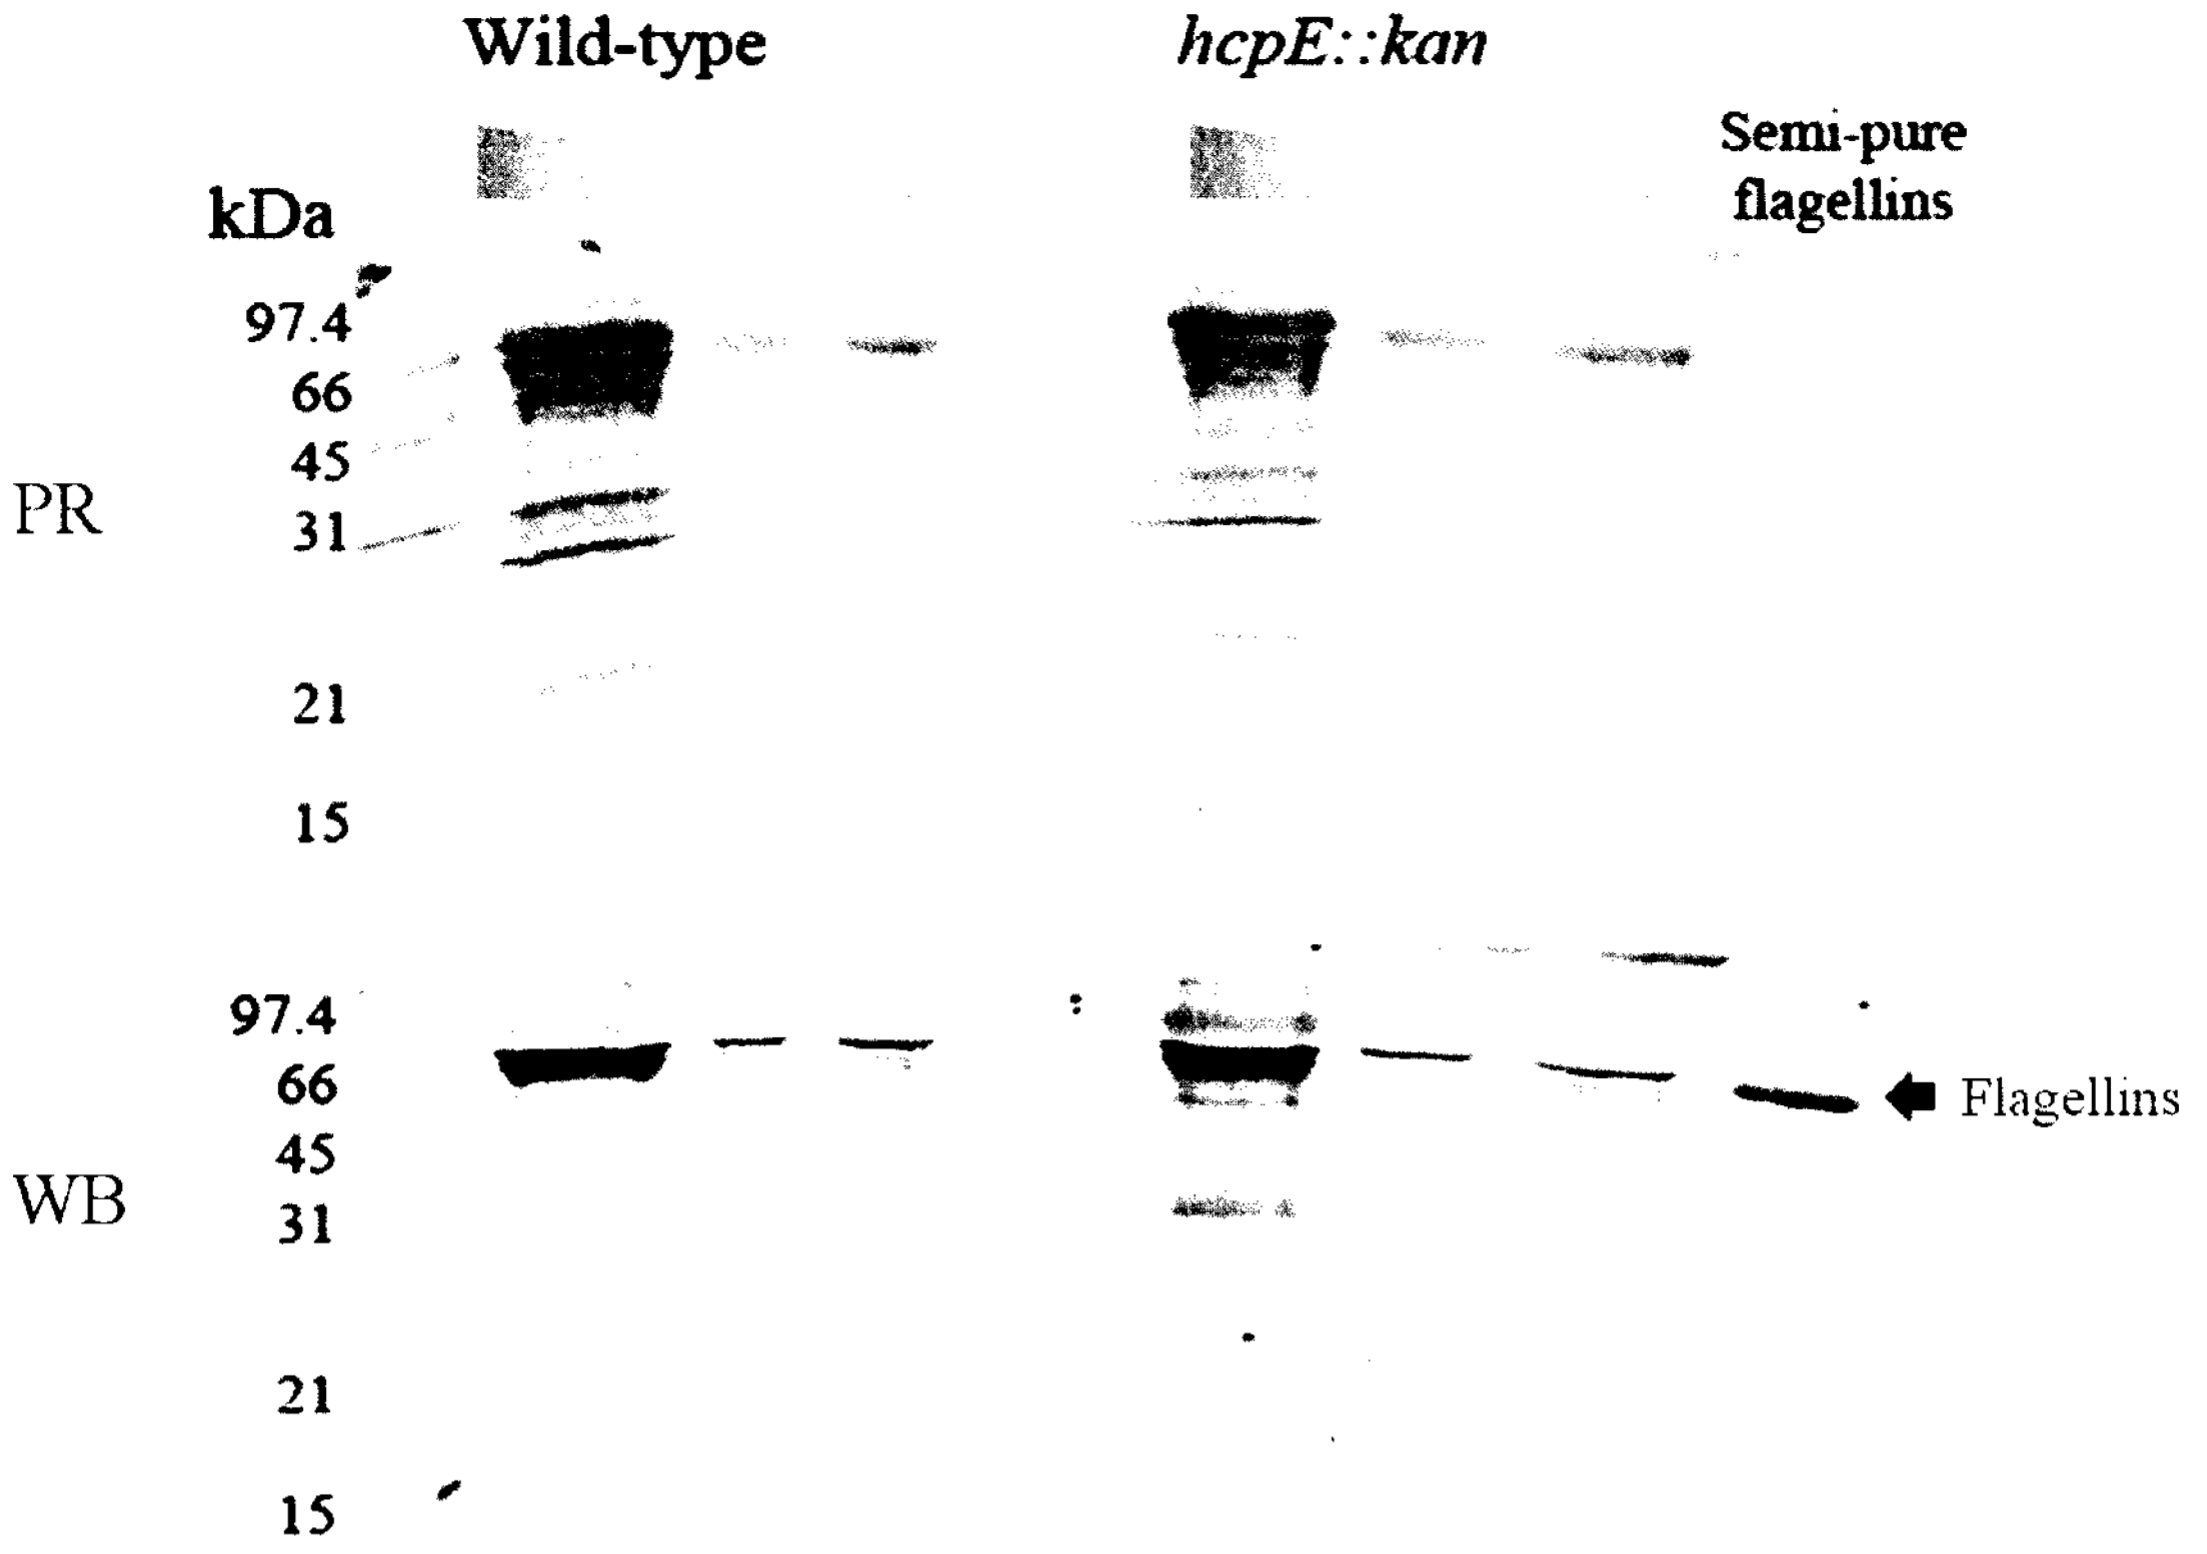 Wild-type
hcpE::kan
Semi-pure
flagellins
kDa
97.4
66
45
PR
31
21
15
97.4
66
Flagellins
45
WB
31
21
15